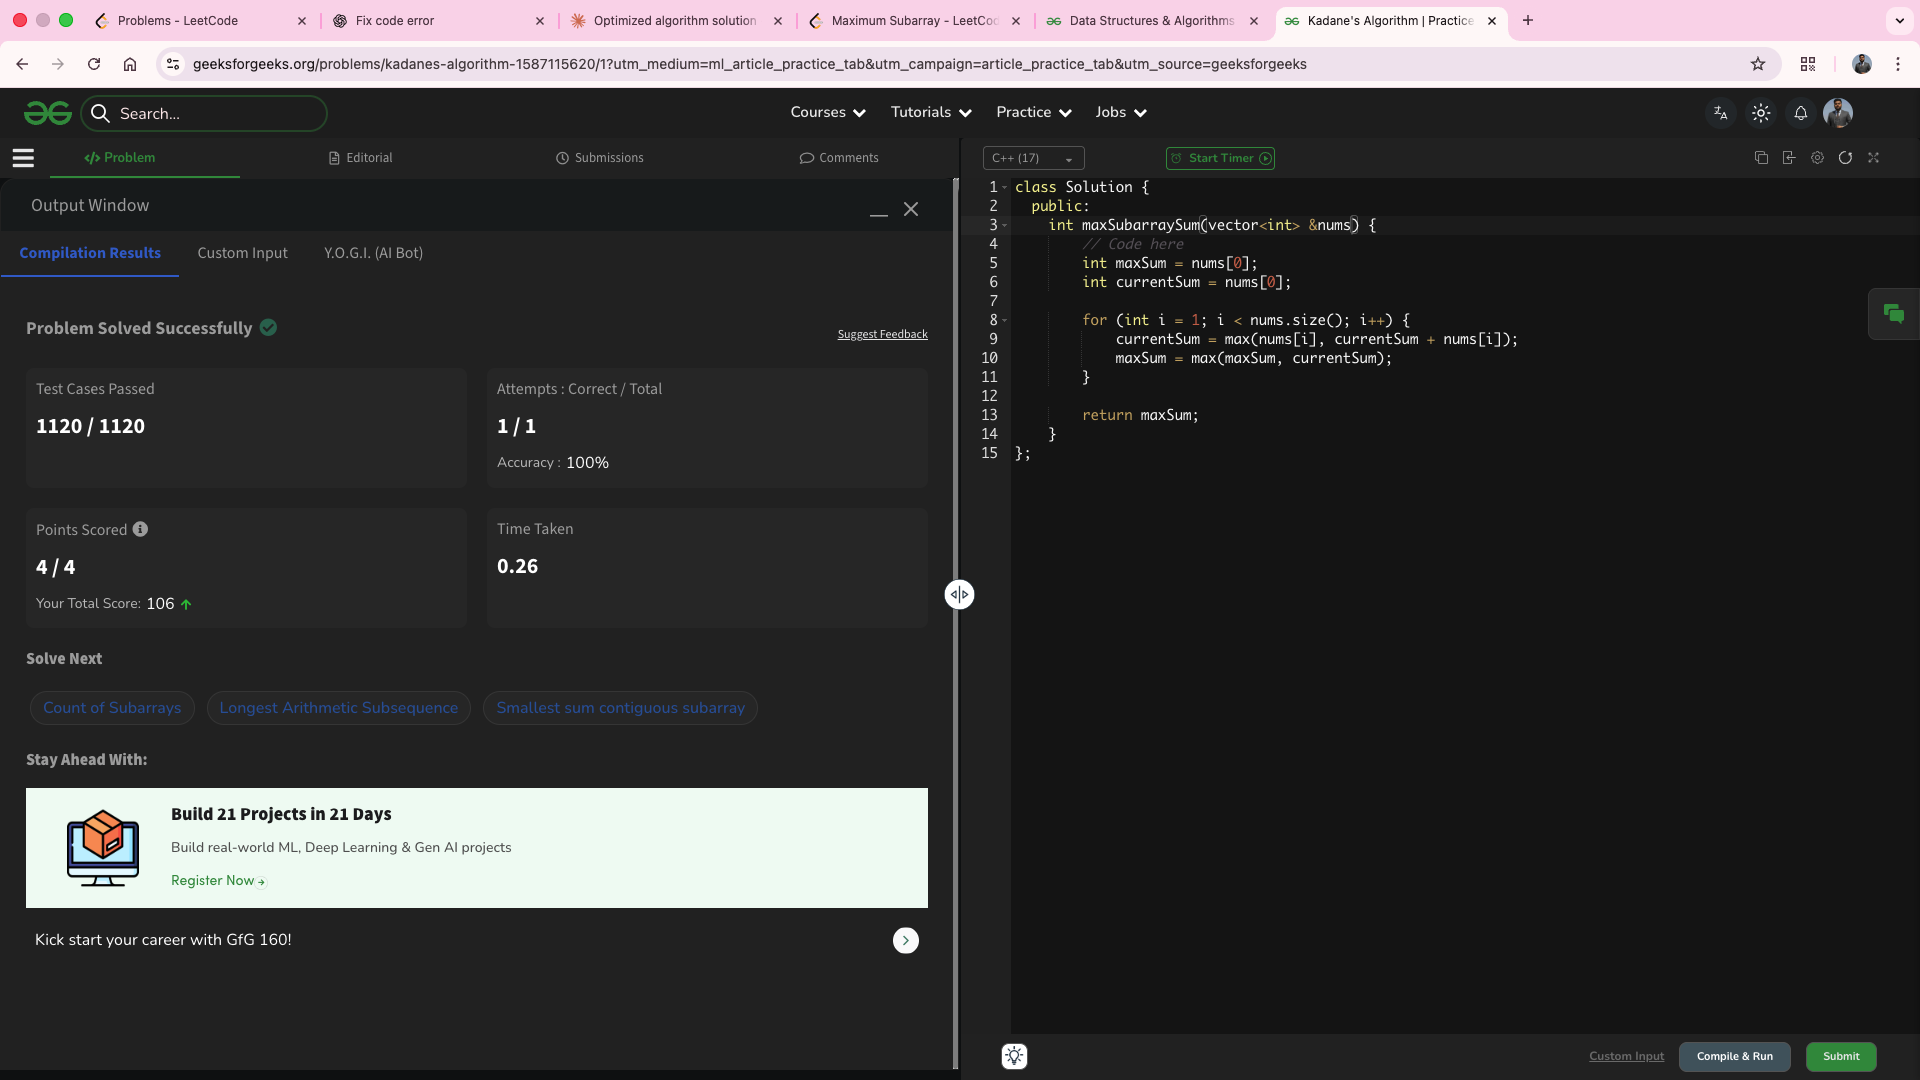 Problems - LeetCode
Fix code error
Optimized algorithm solution
Maximum Subarray - LeetCo
Data Structures & Algorithms
Kadane's Algorithm | Practice
geeksforgeeks.org/problems/kadanes-algorithm-1587115620/1?utm_medium=ml_article_practice_tab&utm_campaign=article_practice_tab&utm_source=geeksforgeeks
Search...
Courses
Tutorials
Practice
Jobs
</> Problem
Editorial
Submissions
Comments
Output Window
Compilation Results
Custom Input
Y.O.G.I. (AI Bot)
Problem Solved Successfully
Suggest Feedback
Test Cases Passed
1120 / 1120
Attempts : Correct / Total
1 / 1
Accuracy : 100%
Points Scored
4 / 4
Your Total Score: 106
Time Taken
0.26
Solve Next
Count of Subarrays
Longest Arithmetic Subsequence
Smallest sum contiguous subarray
Stay Ahead With:
Build 21 Projects in 21 Days
Build real-world ML, Deep Learning & Gen AI projects
Register Now
Kick start your career with GfG 160!
C++ (17)
Start Timer
1 class Solution {
2 public:
3 int maxSubarraySum(vector<int> &nums) {
4 // Code here
5 int maxSum = nums[0];
6 int currentSum = nums[0];
7
8 for (int i = 1; i < nums.size(); i++) {
9 currentSum = max(nums[i], currentSum + nums[i]);
10 maxSum = max(maxSum, currentSum);
11 }
12
13 return maxSum;
14 }
15 };
Custom Input
Compile & Run
Submit